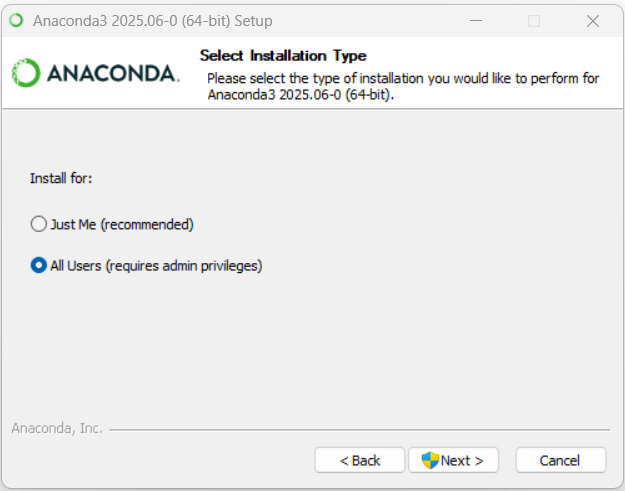 Anaconda3 2025.06-0 (64-bit) Setup
ANACONDA.
Select Installation Type
Please select the type of installation you would like to perform for
Anaconda3 2025.06-0 (64-bit).
Install for:
Just Me (recommended)
All Users (requires admin privileges)
Anaconda, Inc.
< Back
Next >
Cancel